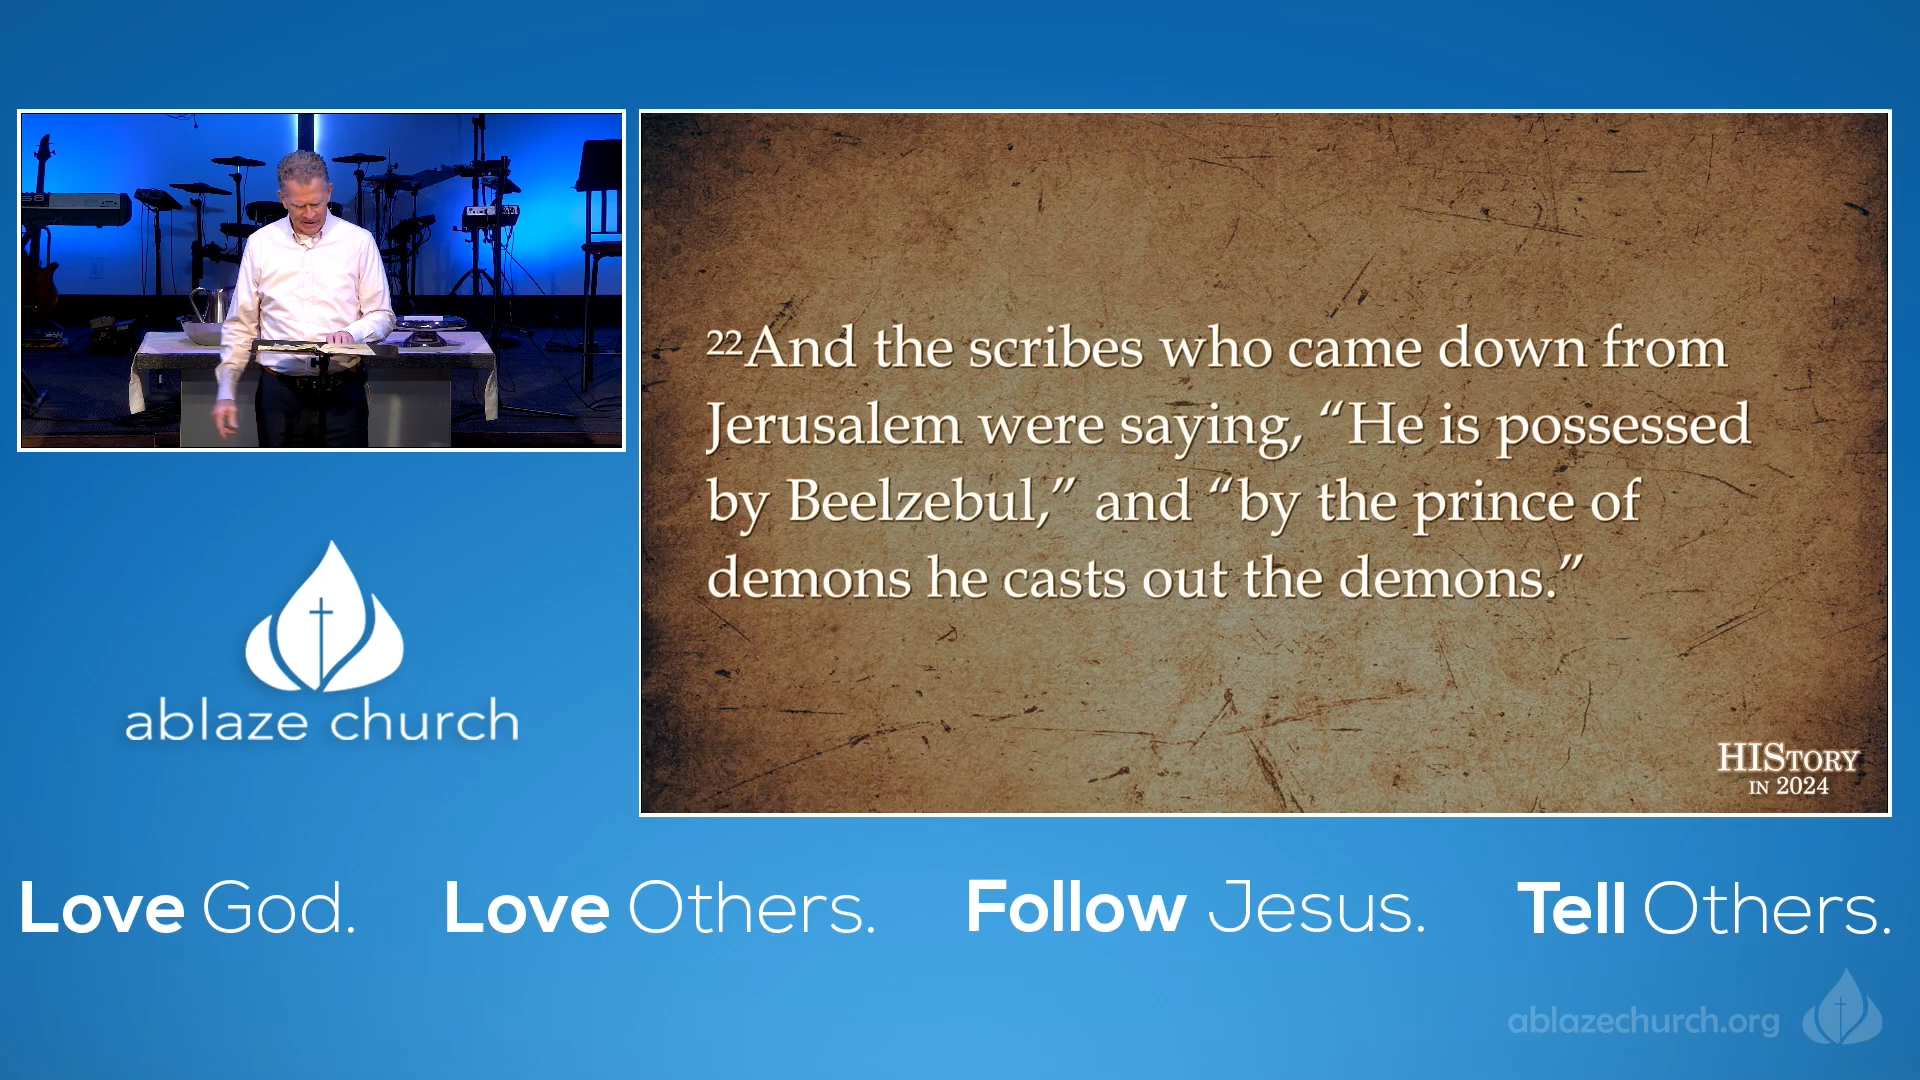 ²²And the scribes who came down from
Jerusalem were saying, “He is possessed
by Beelzebul,” and “by the prince of
demons he casts out the demons.”
HISTORY
IN 2024
ablaze church
Love God. Love Others. Follow Jesus. Tell Others.
ablazechurch.org